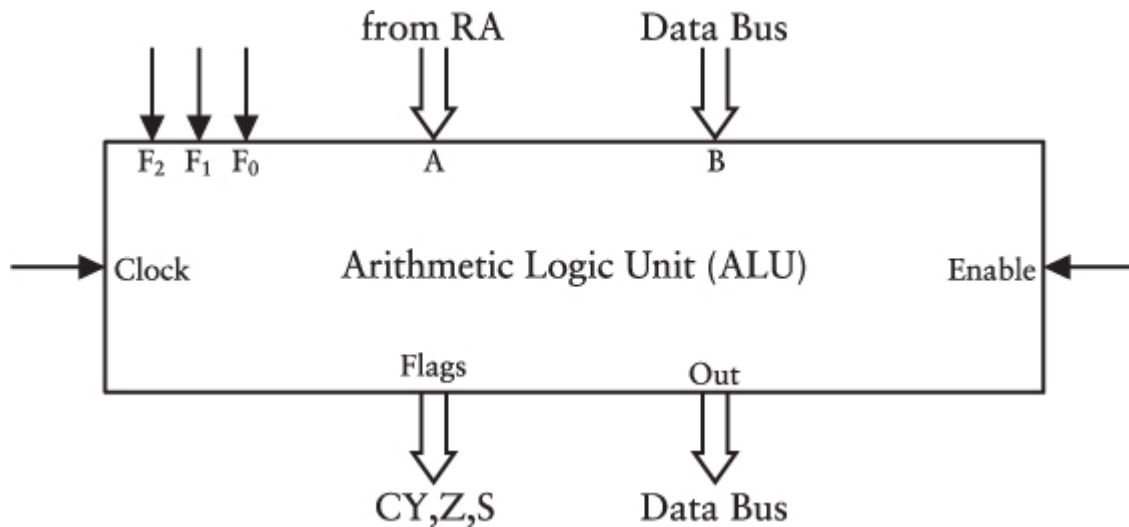 from RA Data Bus
F₂ F₁ F₀ A B
Clock Arithmetic Logic Unit (ALU) Enable
Flags Out
CY,Z,S Data Bus